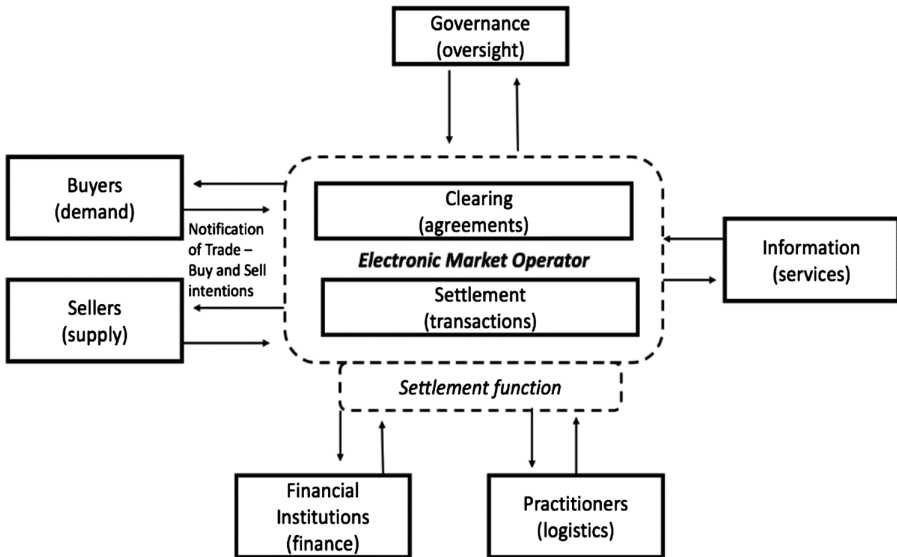 Governance
(oversight)
Buyers
(demand)
Notification
of Trade –
Buy and Sell
intentions
Sellers
(supply)
Clearing
(agreements)
Electronic Market Operator
Settlement
(transactions)
Information
(services)
Settlement function
Financial
Institutions
(finance)
Practitioners
(logistics)